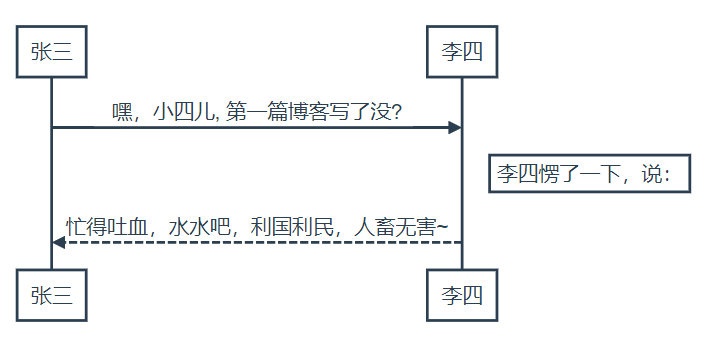 张三
李四
嘿，小四儿, 第一篇博客写了没?
李四愣了一下，说：
忙得吐血，水水吧，利国利民，人畜无害~
张三
李四